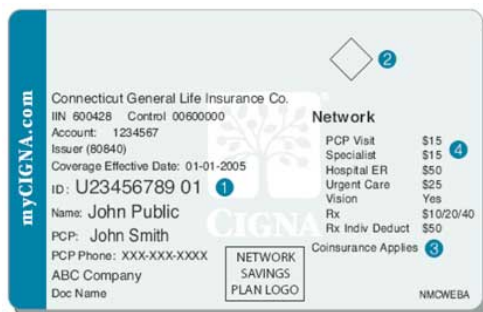 myCIGNA.com
2
Connecticut General Life Insurance Co.
IIN 600428 Control 00600000
Account: 1234567
Issuer (80840)
Coverage Effective Date: 01-01-2005
ID: U23456789 01 1
Name: John Public
PCP: John Smith
PCP Phone: XXX-XXX-XXXX
ABC Company
Doc Name
CIGNA
NETWORK
SAVINGS
PLAN LOGO
Network
PCP Visit $15
Specialist $15 4
Hospital ER $50
Urgent Care $25
Vision Yes
Rx $10/20/40
Rx Indiv Deduct $50
Coinsurance Applies 3
NMCWEBA